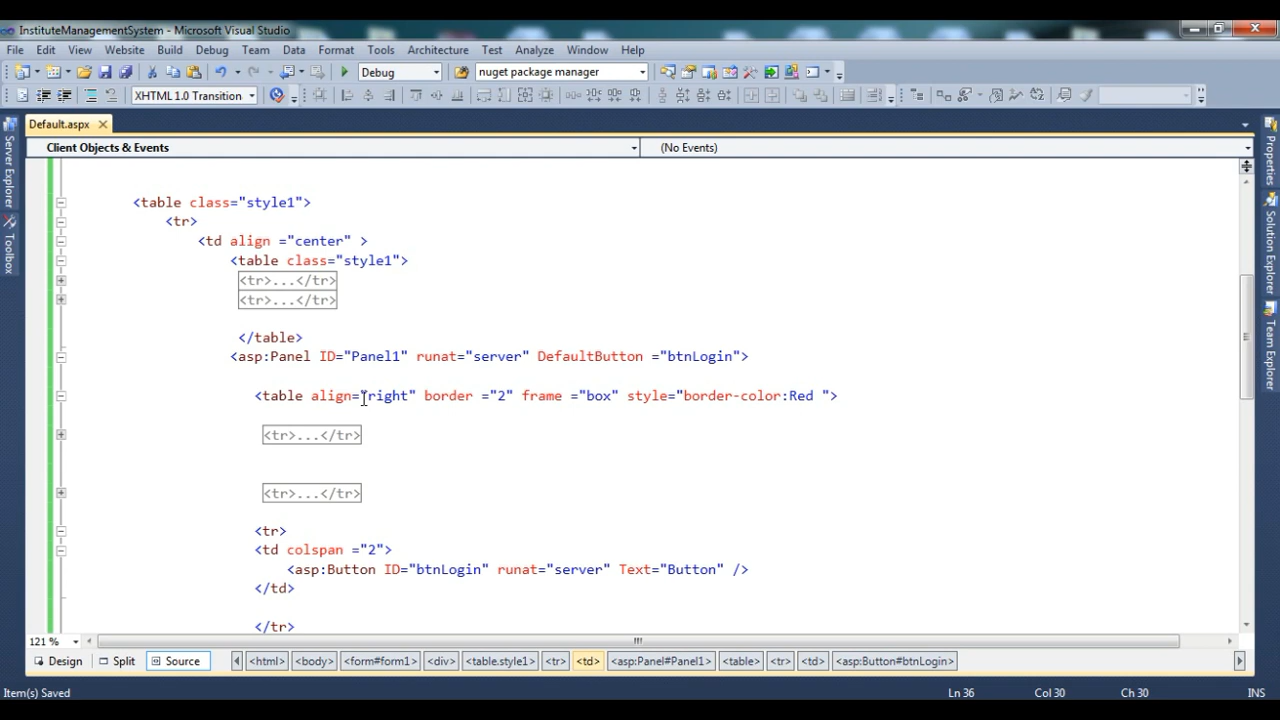 InstituteManagementSystem - Microsoft Visual Studio
File Edit View Website Build Debug Team Data Format Tools Architecture Test Analyze Window Help
Debug nuget package manager
XHTML 1.0 Transition
Default.aspx
Client Objects & Events (No Events)
<table class="style1">
<tr>
<td align ="center" >
<table class="style1">
<tr>...</tr>
<tr>...</tr>
</table>
<asp:Panel ID="Panel1" runat="server" DefaultButton ="btnLogin">
<table align="right" border ="2" frame ="box" style="border-color:Red ">
<tr>...</tr>
<tr>...</tr>
<tr>
<td colspan ="2">
<asp:Button ID="btnLogin" runat="server" Text="Button" />
</td>
</tr>
121 %
Design Split Source <html> <body> <form#form1> <div> <table.style1> <tr> <td> <asp:Panel#Panel1> <table> <tr> <td> <asp:Button#btnLogin>
Item(s) Saved Ln 36 Col 30 Ch 30 INS
Server Explorer
Toolbox
Properties
Solution Explorer
Team Explorer